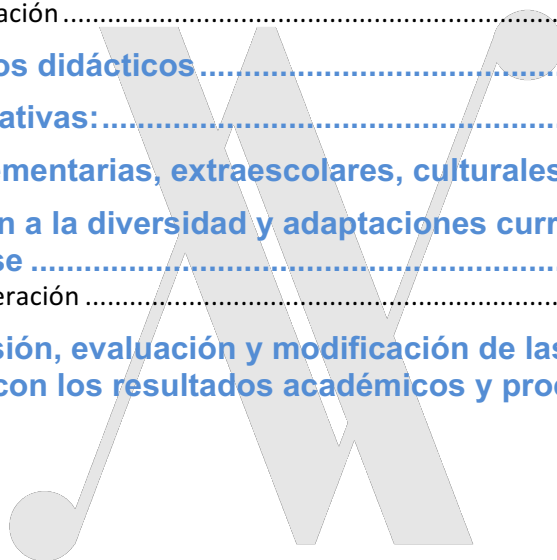 ación ..........................................................
os didácticos ..........................................
ativas: ......................................................
ementarias, extraescolares, culturales
n a la diversidad y adaptaciones curr
se ..............................................................
eración .......................................................
sión, evaluación y modificación de las
con los resultados académicos y pro